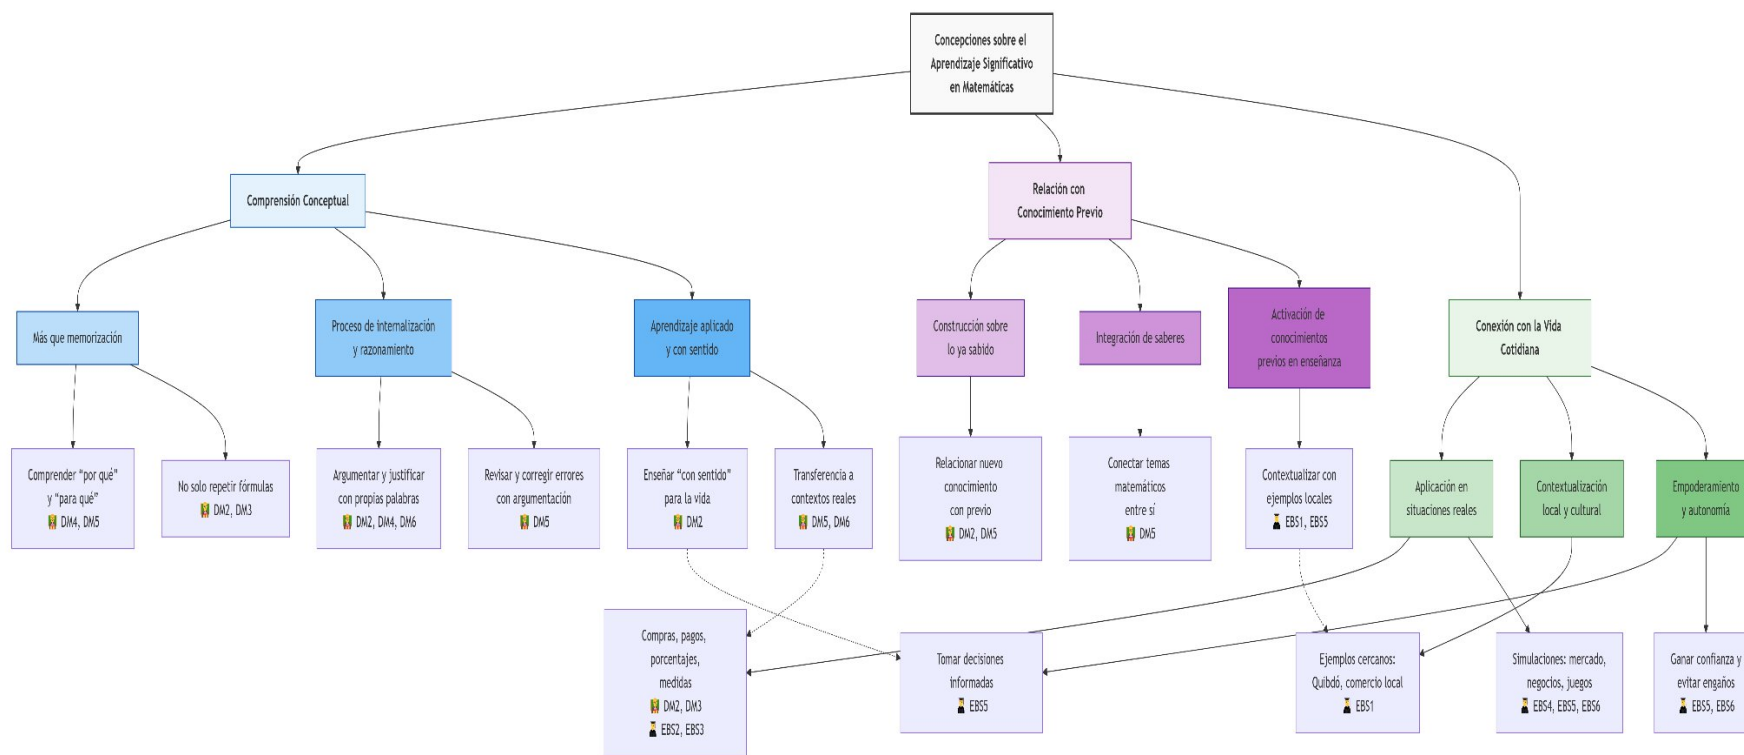 Concepciones sobre el
Aprendizaje Significativo
en Matemáticas
Comprensión Conceptual
Relación con
Conocimiento Previo
Más que memorización
Proceso de internalización
y razonamiento
Aprendizaje aplicado
y con sentido
Construcción sobre
lo ya sabido
Integración de saberes
Activación de
conocimientos
previos en enseñanza
Conexión con la Vida
Cotidiana
Comprender “por qué”
y “para qué”
DM4, DM5
No solo repetir fórmulas
DM2, DM3
Argumentar y justificar
con propias palabras
DM2, DM4, DM6
Revisar y corregir errores
con argumentación
DM5
Enseñar “con sentido”
para la vida
DM2
Transferencia a
contextos reales
DM5, DM6
Relacionar nuevo
conocimiento
con previo
DM2, DM5
Conectar temas
matemáticos
entre sí
DM5
Contextualizar con
ejemplos locales
EBS1, EBS5
Aplicación en
situaciones reales
Contextualización
local y cultural
Empoderamiento
y autonomía
Compras, pagos,
porcentajes,
medidas
DM2, DM3
EBS2, EBS3
Tomar decisiones
informadas
EBS5
Ejemplos cercanos:
Quibdó, comercio local
EBS1
Simulaciones: mercado,
negocios, juegos
EBS4, EBS5, EBS6
Ganar confianza y
evitar engaños
EBS5, EBS6